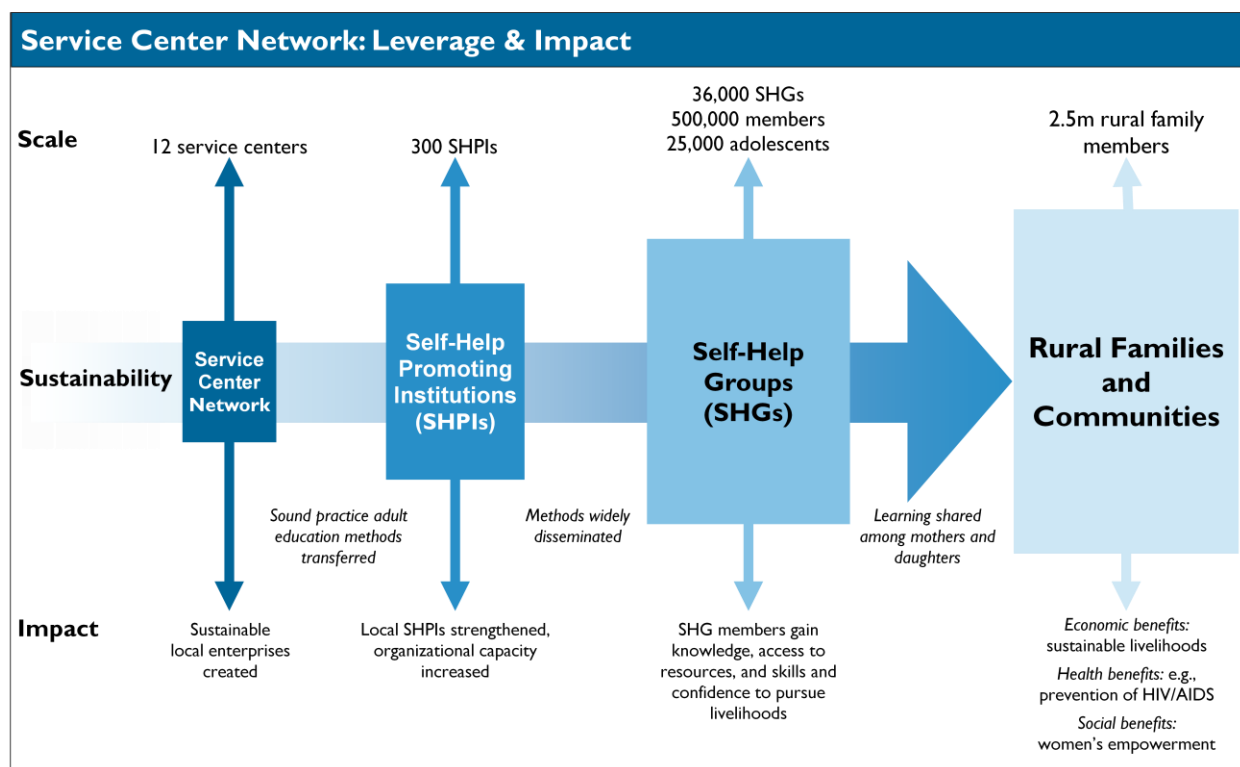 Service Center Network: Leverage & Impact
Scale
12 service centers
300 SHPIs
36,000 SHGs
500,000 members
25,000 adolescents
2.5m rural family
members
Sustainability
Service
Center
Network
Self-Help
Promoting
Institutions
(SHPIs)
Self-Help
Groups
(SHGs)
Rural Families
and
Communities
Sound practice adult
education methods
transferred
Methods widely
disseminated
Learning shared
among mothers and
daughters
Impact
Sustainable
local enterprises
created
Local SHPIs strengthened,
organizational capacity
increased
SHG members gain
knowledge, access to
resources, and skills and
confidence to pursue
livelihoods
Economic benefits:
sustainable livelihoods
Health benefits: e.g.,
prevention of HIV/AIDS
Social benefits:
women's empowerment